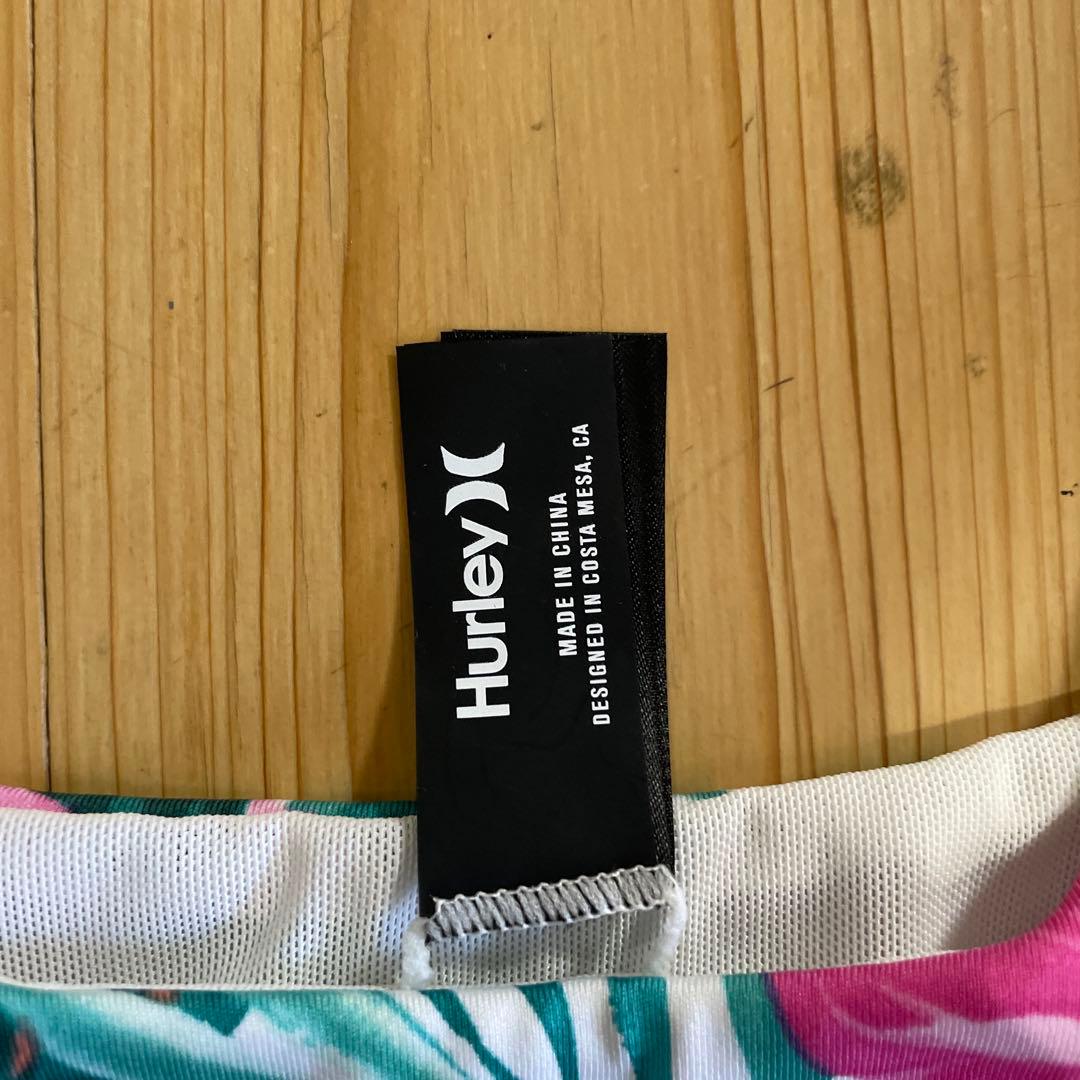 Hurley
MADE IN CHINA
DESIGNED IN COSTA MESA, CA